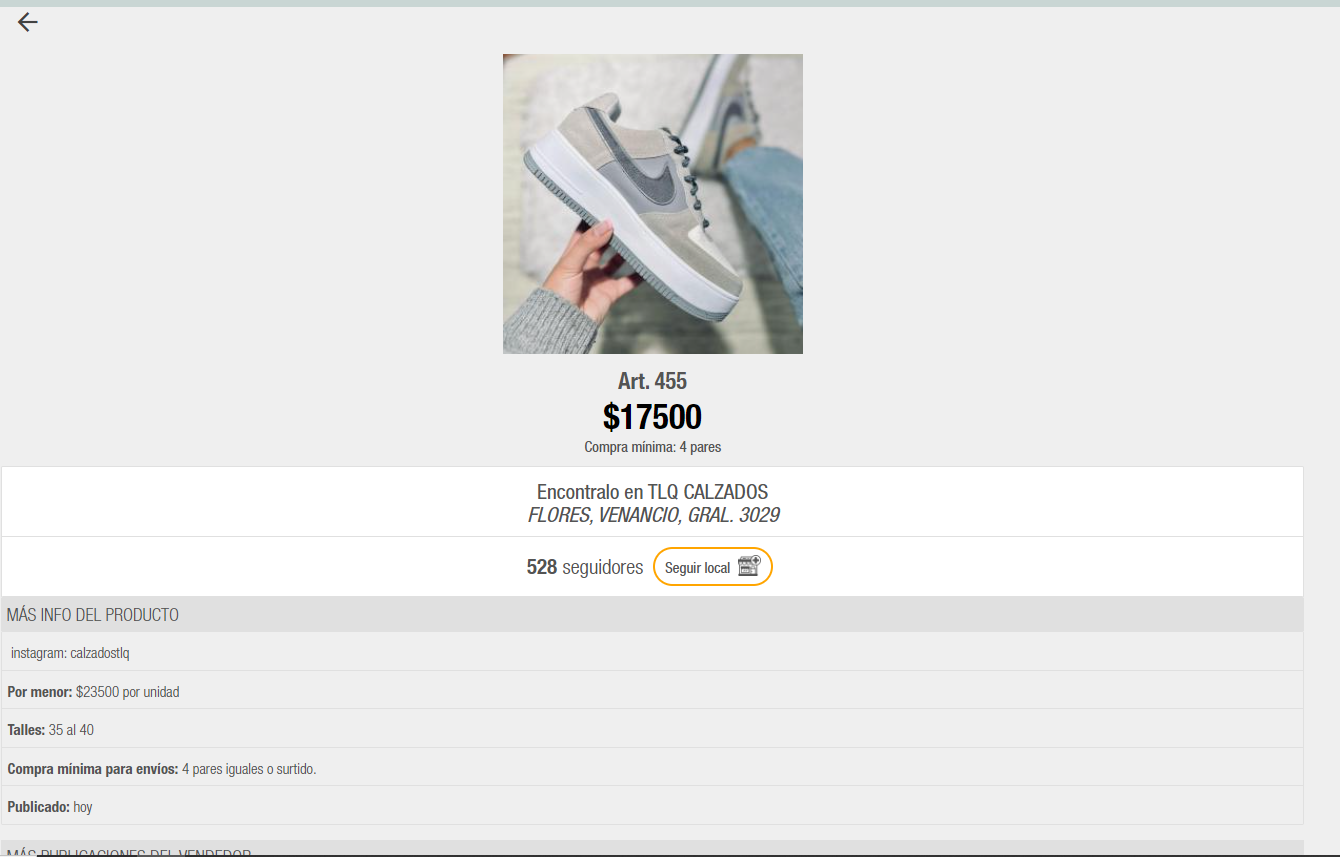 Art. 455
$17500
Compra mínima: 4 pares
Encontralo en TLQ CALZADOS
FLORES, VENANCIO, GRAL. 3029
528 seguidores Seguir local
MÁS INFO DEL PRODUCTO
instagram: calzadostlq
Por menor: $23500 por unidad
Talles: 35 al 40
Compra mínima para envíos: 4 pares iguales o surtido.
Publicado: hoy
MÁS PUBLICACIONES DEL VENDEDOR